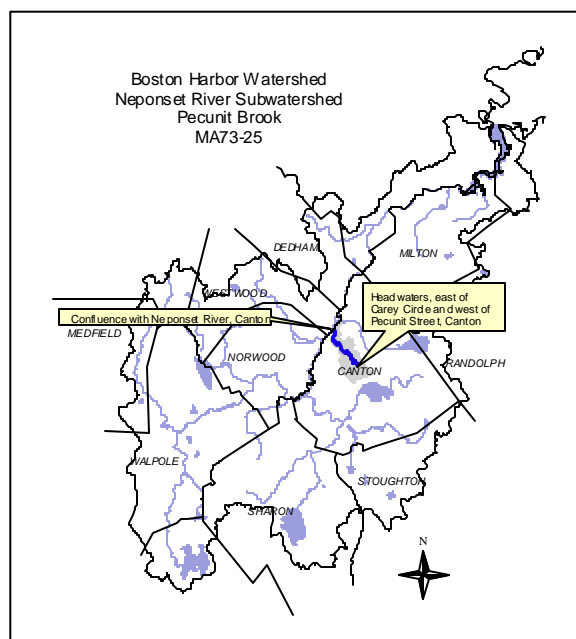 Boston Harbor Watershed
Neponset River Subwatershed
Pecunit Brook
MA73-25
DEDHAM
MILTON
WESTWOOD
Headwaters, east of
Carey Circle and west of
Pecunit Street, Canton
Confluence with Neponset River, Canton
MEDFIELD
NORWOOD
RANDOLPH
CANTON
WALPOLE
STOUGHTON
SHARON
N